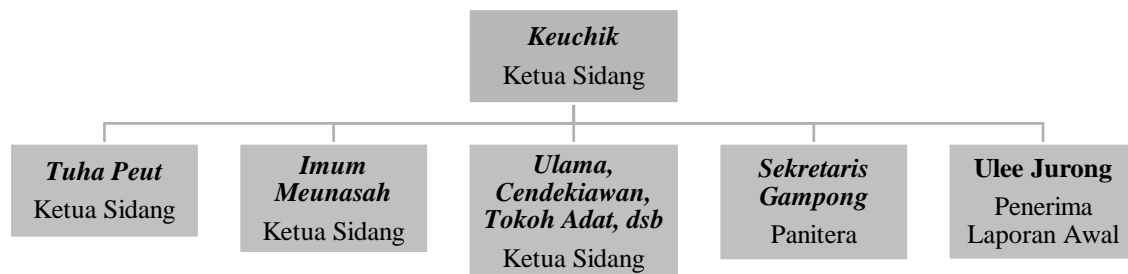 Keuchik
Ketua Sidang
Tuha Peut
Ketua Sidang
Imum
Meunasah
Ketua Sidang
Ulama,
Cendekiawan,
Tokoh Adat, dsb
Ketua Sidang
Sekretaris
Gampong
Panitera
Ulee Jurong
Penerima
Laporan Awal